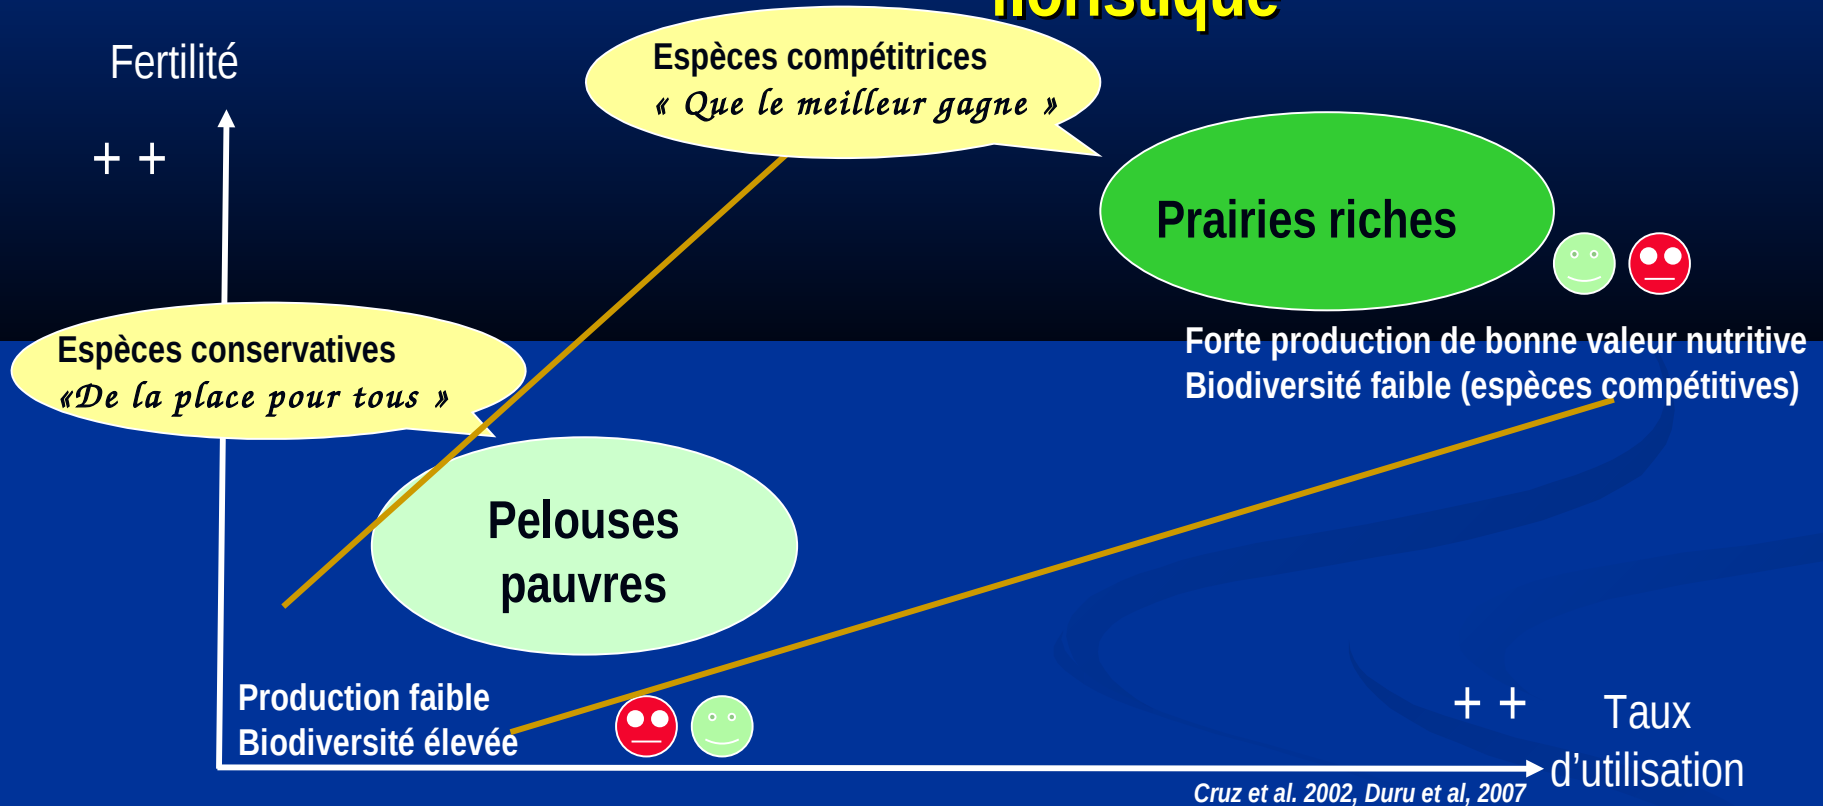 floristique
Fertilité
+ +
Espèces compétitrices
« Que le meilleur gagne »
Prairies riches
Espèces conservatives
«De la place pour tous »
Forte production de bonne valeur nutritive
Biodiversité faible (espèces compétitives)
Pelouses
pauvres
Production faible
Biodiversité élevée
+ +
Taux
d’utilisation
Cruz et al. 2002, Duru et al, 2007